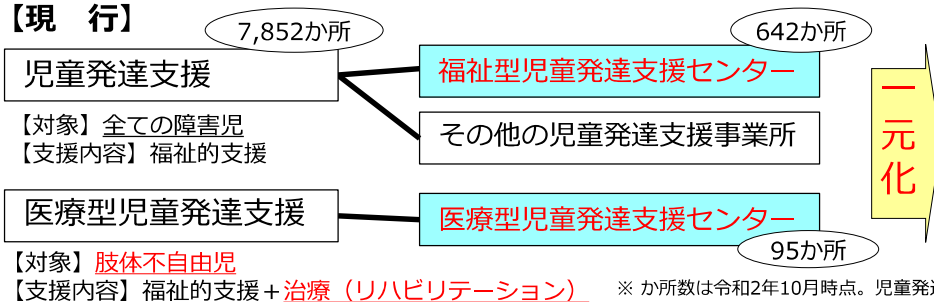 【現　行】
7,852か所
642か所
児童発達支援
福祉型児童発達支援センター
【対象】全ての障害児
【支援内容】福祉的支援
その他の児童発達支援事業所
医療型児童発達支援
医療型児童発達支援センター
95か所
【対象】肢体不自由児
【支援内容】福祉的支援＋治療（リハビリテーション）
※ か所数は令和2年10月時点。児童発
一元化